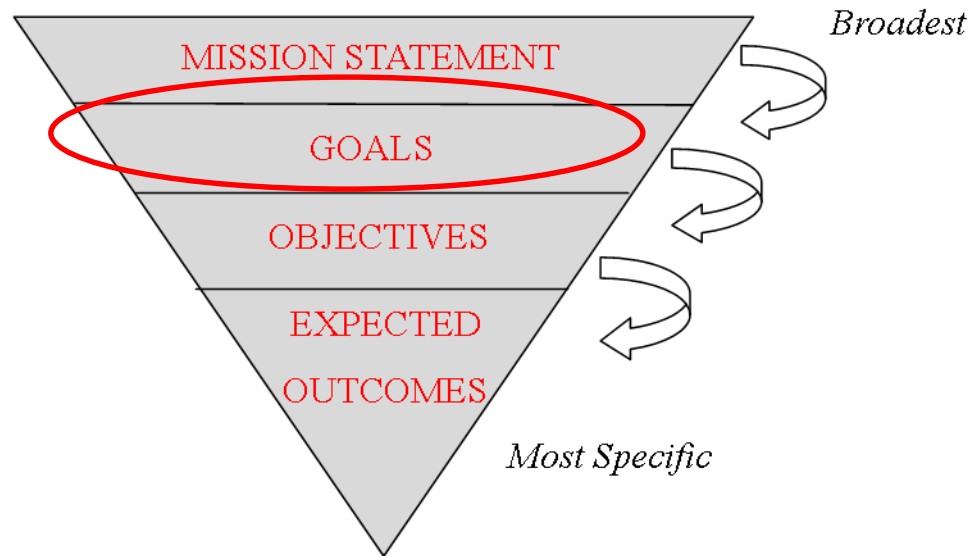 Broadest
MISSION STATEMENT
GOALS
OBJECTIVES
EXPECTED
OUTCOMES
Most Specific